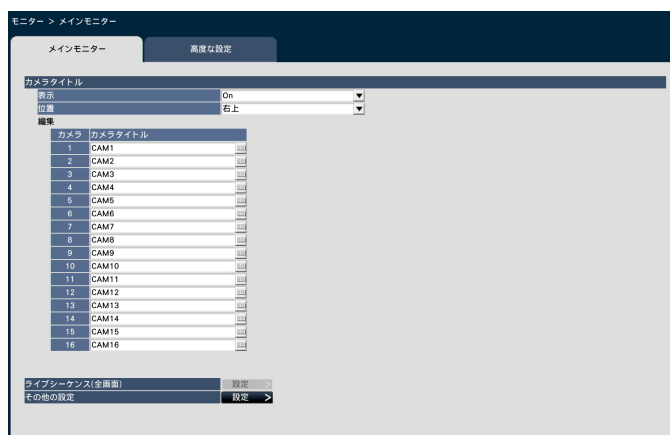 モニター > メインモニター
メインモニター 高度な設定
カメラタイトル
表示 On
位置 右上
編集
カメラ カメラタイトル
1 CAM1
2 CAM2
3 CAM3
4 CAM4
5 CAM5
6 CAM6
7 CAM7
8 CAM8
9 CAM9
10 CAM10
11 CAM11
12 CAM12
13 CAM13
14 CAM14
15 CAM15
16 CAM16
ライブシーケンス(全画面) 設定 >
その他の設定 設定 >